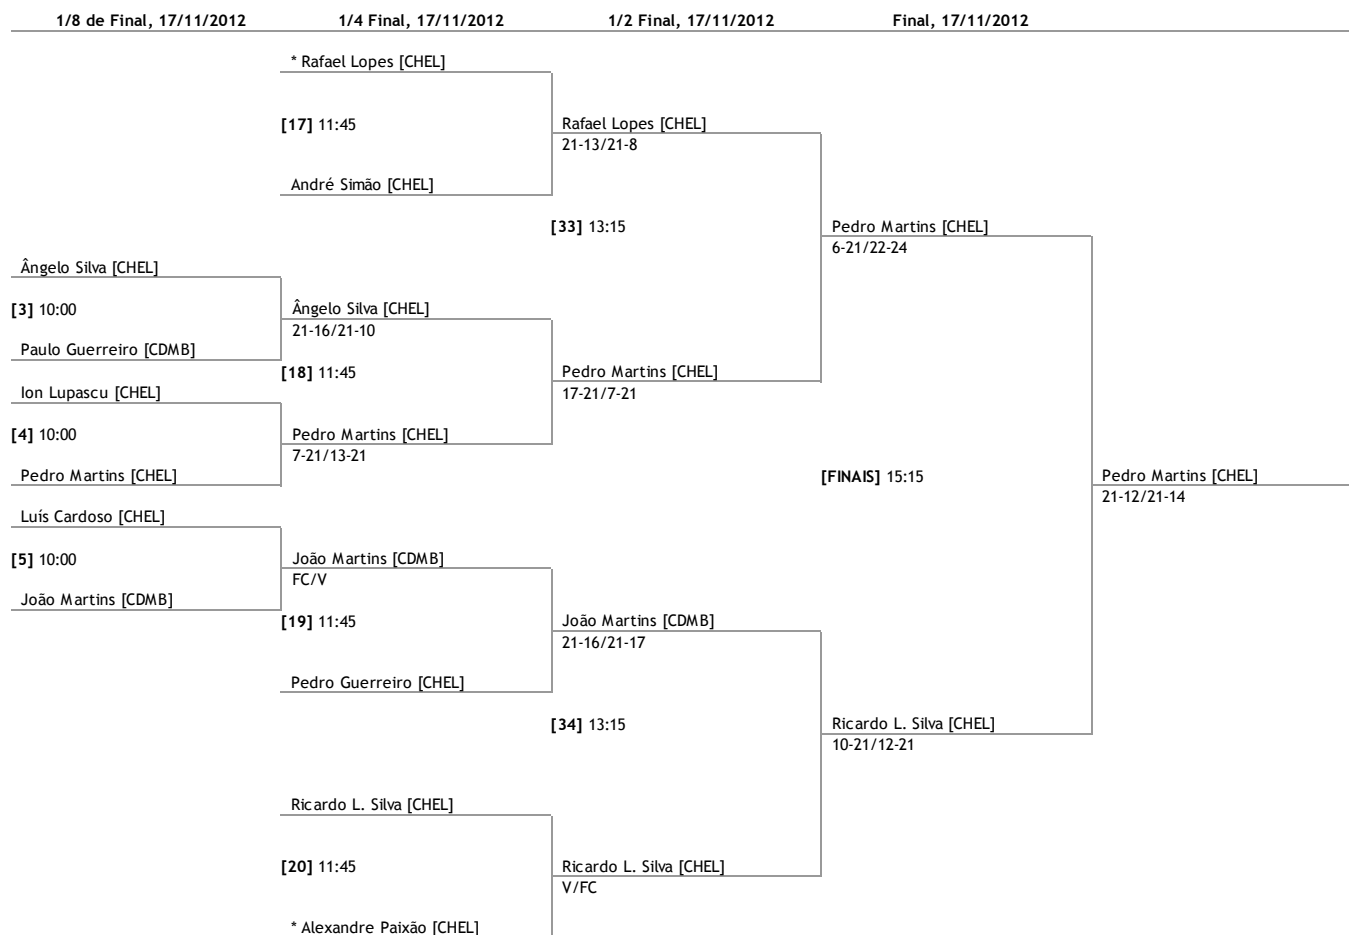 1/8 de Final, 17/11/2012 1/4 Final, 17/11/2012 1/2 Final, 17/11/2012 Final, 17/11/2012
* Rafael Lopes [CHEL]
[17] 11:45
Rafael Lopes [CHEL]
21-13/21-8
André Simão [CHEL]
[33] 13:15
Pedro Martins [CHEL]
6-21/22-24
Ângelo Silva [CHEL]
[3] 10:00
Ângelo Silva [CHEL]
21-16/21-10
Paulo Guerreiro [CDMB]
[18] 11:45
Pedro Martins [CHEL]
17-21/7-21
Ion Lupascu [CHEL]
[4] 10:00
Pedro Martins [CHEL]
7-21/13-21
Pedro Martins [CHEL]
[FINAIS] 15:15
Pedro Martins [CHEL]
21-12/21-14
Luís Cardoso [CHEL]
[5] 10:00
João Martins [CDMB]
FC/V
João Martins [CDMB]
[19] 11:45
João Martins [CDMB]
21-16/21-17
Pedro Guerreiro [CHEL]
[34] 13:15
Ricardo L. Silva [CHEL]
10-21/12-21
Ricardo L. Silva [CHEL]
[20] 11:45
Ricardo L. Silva [CHEL]
V/FC
* Alexandre Paixão [CHEL]